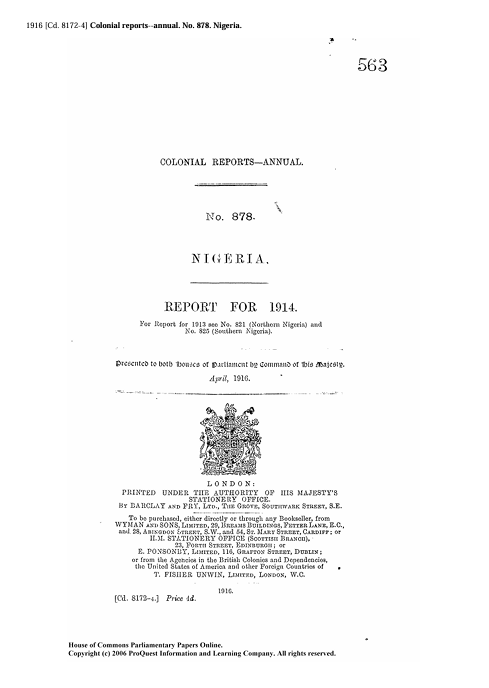 1916 [Cd. 8172-4] Colonial reports--annual. No. 878. Nigeria.
563
COLONIAL REPORTS—ANNUAL.
No. 878.
NIGERIA.
REPORT FOR 1914.
For Report for 1913 see No. 821 (Northern Nigeria) and
No. 825 (Southern Nigeria).
Presented to both Houses of Parliament by Command of His Majesty.
April, 1916.
LONDON:
PRINTED UNDER THE AUTHORITY OF HIS MAJESTY'S
STATIONERY OFFICE.
BY BARCLAY AND FRY, LTD., THE GROVE, SOUTHWARK STREET, S.E.
To be purchased, either directly or through any Bookseller, from
WYMAN AND SONS, LIMITED, 29, BREAMS BUILDINGS, FETTER LANE, E.C.,
and 28, ABINGDON STREET, S.W., and 54, ST. MARY STREET, CARDIFF; or
H.M. STATIONERY OFFICE (SCOTTISH BRANCH),
23, FORTH STREET, EDINBURGH; or
E. PONSONBY, LIMITED, 116, GRAFTON STREET, DUBLIN;
or from the Agencies in the British Colonies and Dependencies,
the United States of America and other Foreign Countries of
T. FISHER UNWIN, LIMITED, LONDON, W.C.
1916.
[Cd. 8172-4.] Price 4d.
House of Commons Parliamentary Papers Online.
Copyright (c) 2006 ProQuest Information and Learning Company. All rights reserved.